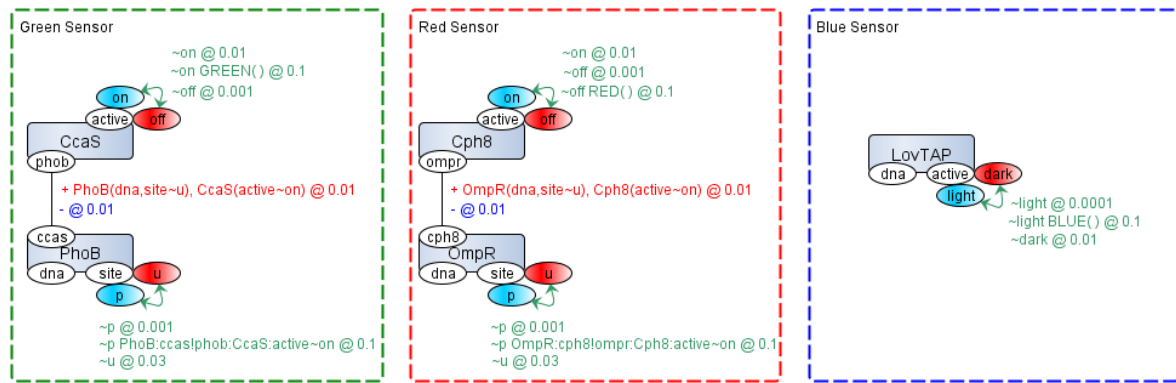 Green Sensor
~on @ 0.01
~on GREEN( ) @ 0.1
~off @ 0.001
on
active
off
CcaS
phob
+ PhoB(dna,site~u), CcaS(active~on) @ 0.01
- @ 0.01
ccas
PhoB
dna
site
u
p
~p @ 0.001
~p PhoB:ccas!phob:CcaS:active~on @ 0.1
~u @ 0.03
Red Sensor
~on @ 0.01
~off @ 0.001
~off RED( ) @ 0.1
on
active
off
Cph8
ompr
+ OmpR(dna,site~u), Cph8(active~on) @ 0.01
- @ 0.01
cph8
OmpR
dna
site
u
p
~p @ 0.001
~p OmpR:cph8!ompr:Cph8:active~on @ 0.1
~u @ 0.03
Blue Sensor
LovTAP
dna
active
dark
light
~light @ 0.0001
~light BLUE( ) @ 0.1
~dark @ 0.01